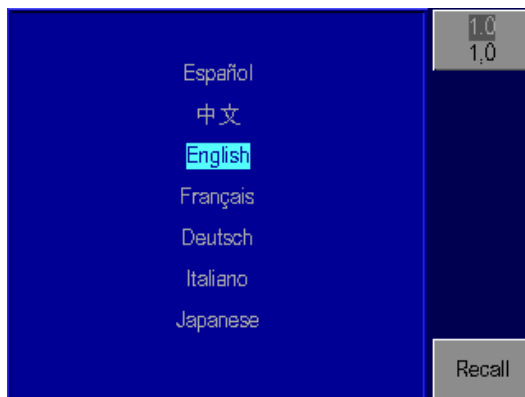 Español
中文
English
Français
Deutsch
Italiano
Japanese
1.0
1,0
Recall